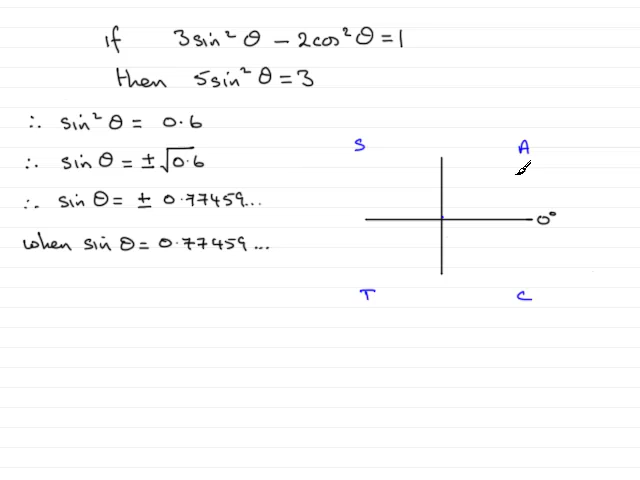 if 3sin²θ - 2cos²θ = 1
then 5sin²θ = 3
∴ sin²θ = 0.6
∴ sinθ = ±√0.6
∴ sinθ = ± 0.77459...
when sinθ = 0.77459...
S A
0°
T C